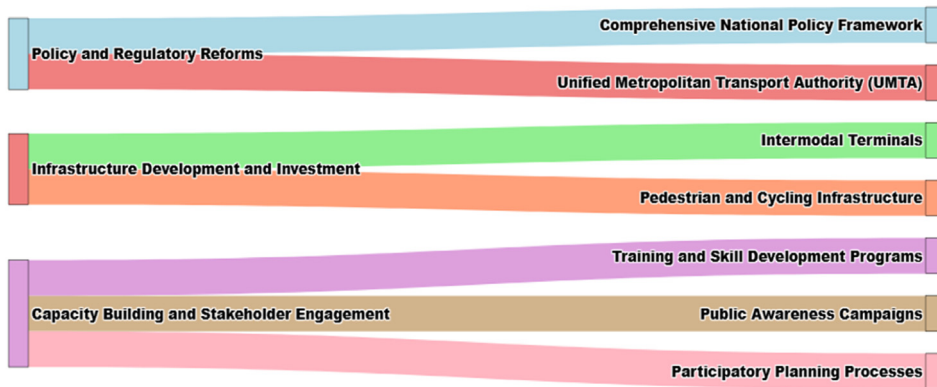 Policy and Regulatory Reforms
Comprehensive National Policy Framework
Unified Metropolitan Transport Authority (UMTA)
Infrastructure Development and Investment
Intermodal Terminals
Pedestrian and Cycling Infrastructure
Capacity Building and Stakeholder Engagement
Training and Skill Development Programs
Public Awareness Campaigns
Participatory Planning Processes